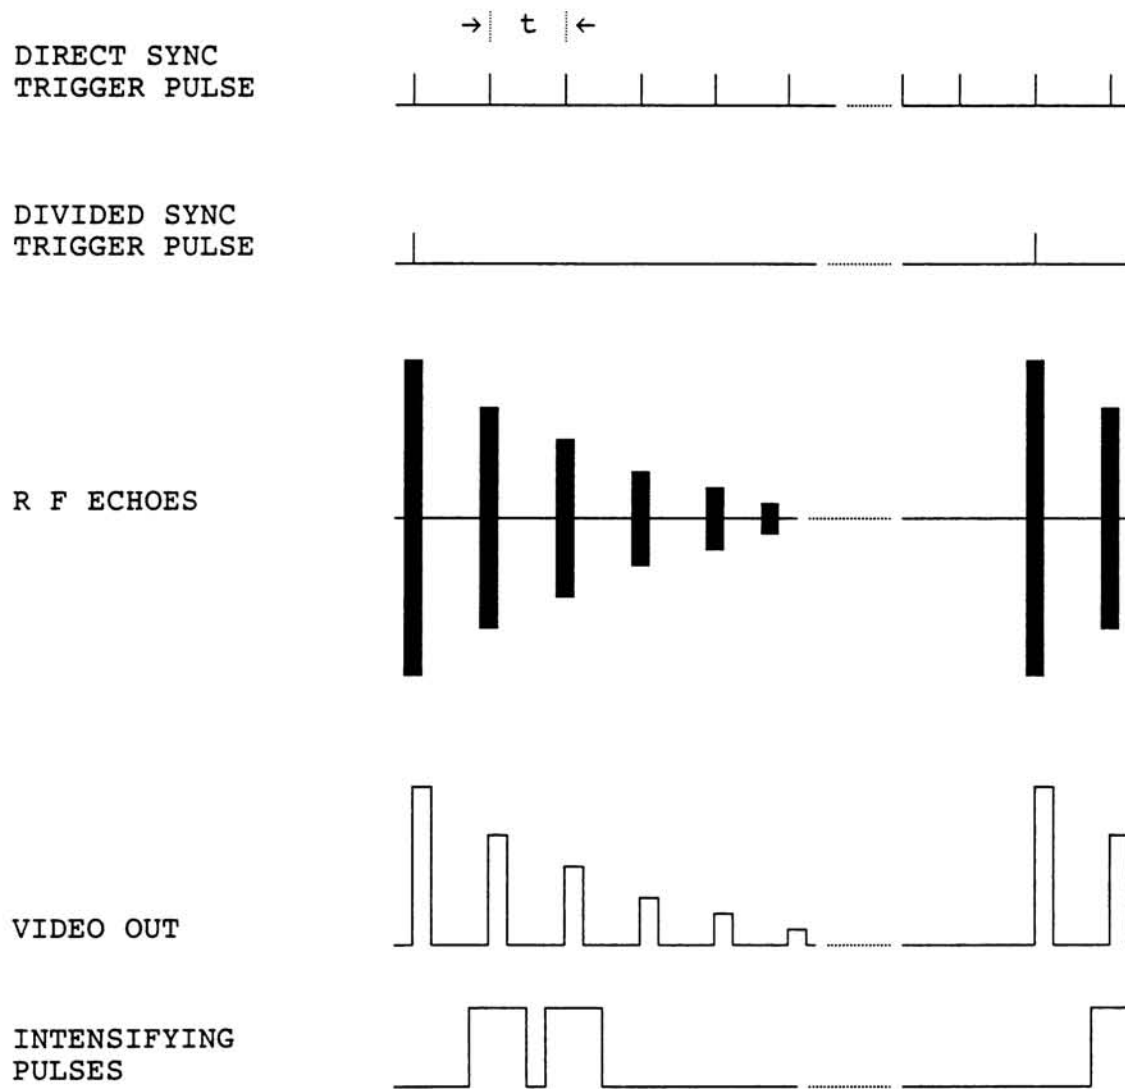 → t ←
DIRECT SYNC
TRIGGER PULSE
DIVIDED SYNC
TRIGGER PULSE
R F ECHOES
VIDEO OUT
INTENSIFYING
PULSES